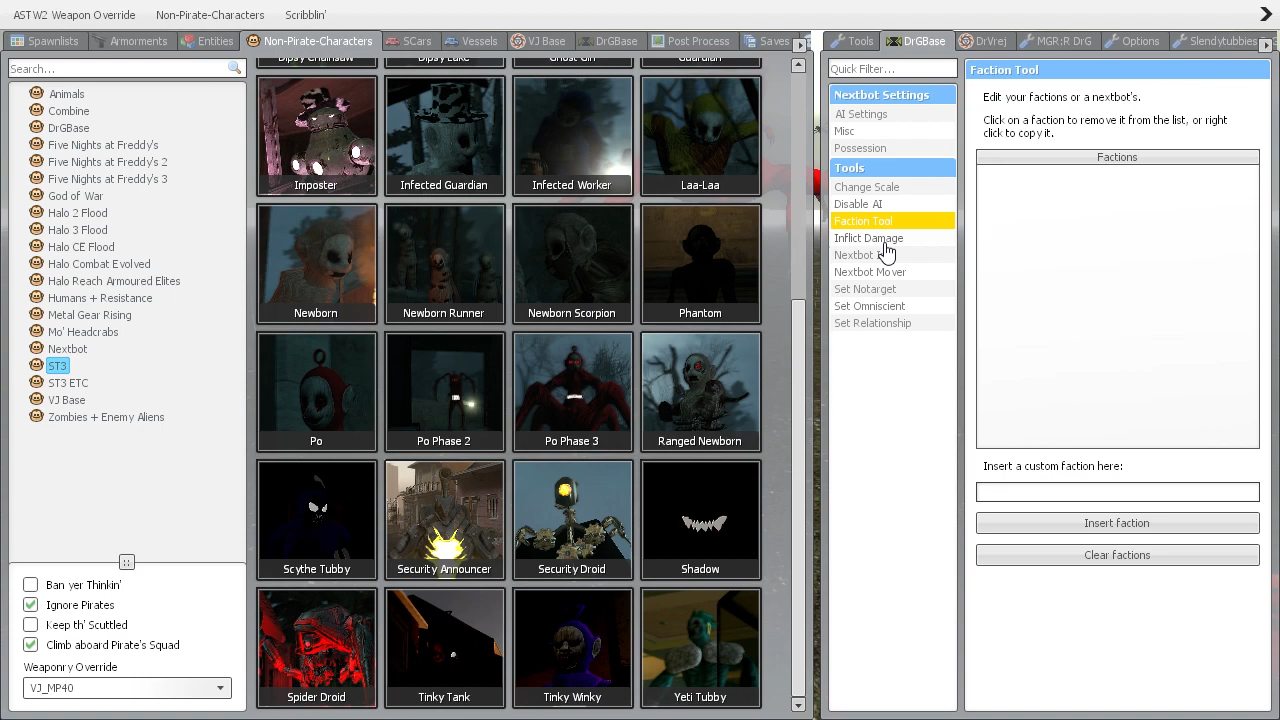 ASTW2 Weapon Override Non-Pirate-Characters Scribblin'
Spawnlists Armorments Entities Non-Pirate-Characters SCars Vessels VJ Base DrGBase Post Process Saves
Search...
Animals
Combine
DrGBase
Five Nights at Freddy's
Five Nights at Freddy's 2
Five Nights at Freddy's 3
God of War
Halo 2 Flood
Halo 3 Flood
Halo CE Flood
Halo Combat Evolved
Halo Reach Armoured Elites
Humans + Resistance
Metal Gear Rising
Mo' Headcrabs
Nextbot
ST3
ST3 ETC
VJ Base
Zombies + Enemy Aliens
Ban yer Thinkin'
Ignore Pirates
Keep th' Scuttled
Climb aboard Pirate's Squad
Weaponry Override
VJ_MP40
Dipsy Chainsaw Dipsy Lake Ghost Girl Guardian
Imposter Infected Guardian Infected Worker Laa-Laa
Newborn Newborn Runner Newborn Scorpion Phantom
Po Po Phase 2 Po Phase 3 Ranged Newborn
Scythe Tubby Security Announcer Security Droid Shadow
Spider Droid Tinky Tank Tinky Winky Yeti Tubby
Tools DrGBase DrVrej MGR:R DrG Options Slendytubbies
Quick Filter...
Nextbot Settings
AI Settings
Misc
Possession
Tools
Change Scale
Disable AI
Faction Tool
Inflict Damage
Nextbot
Nextbot Mover
Set Notarget
Set Omniscient
Set Relationship
Faction Tool
Edit your factions or a nextbot's.
Click on a faction to remove it from the list, or right
click to copy it.
Factions
Insert a custom faction here:
Insert faction
Clear factions